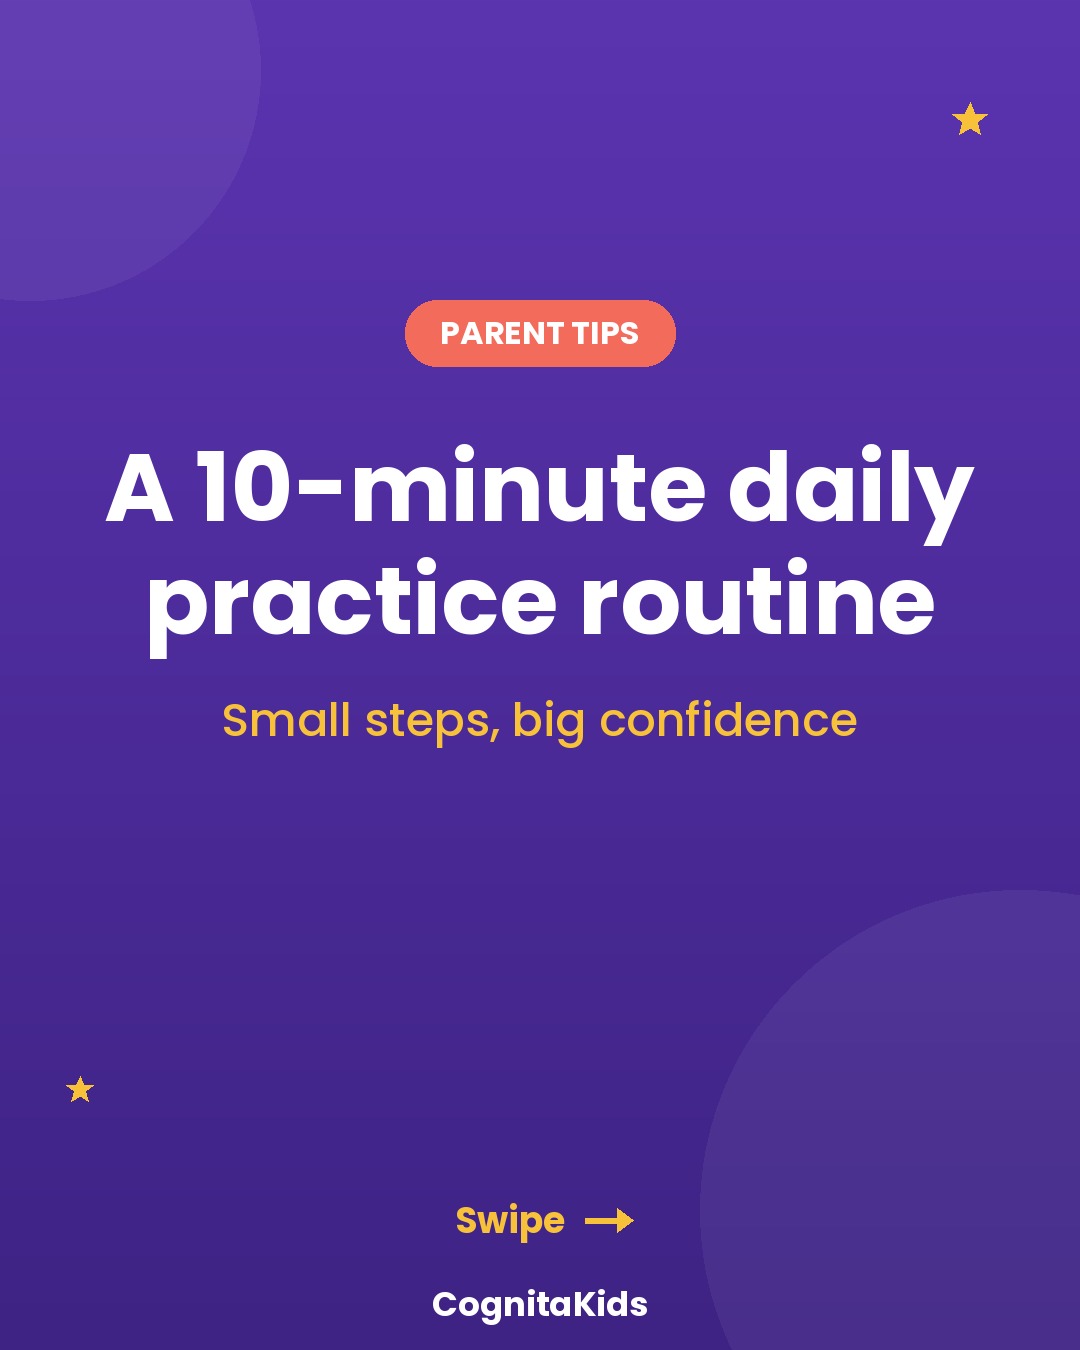 PARENT TIPS
A 10-minute daily
practice routine
Small steps, big confidence
Swipe →
CognitaKids